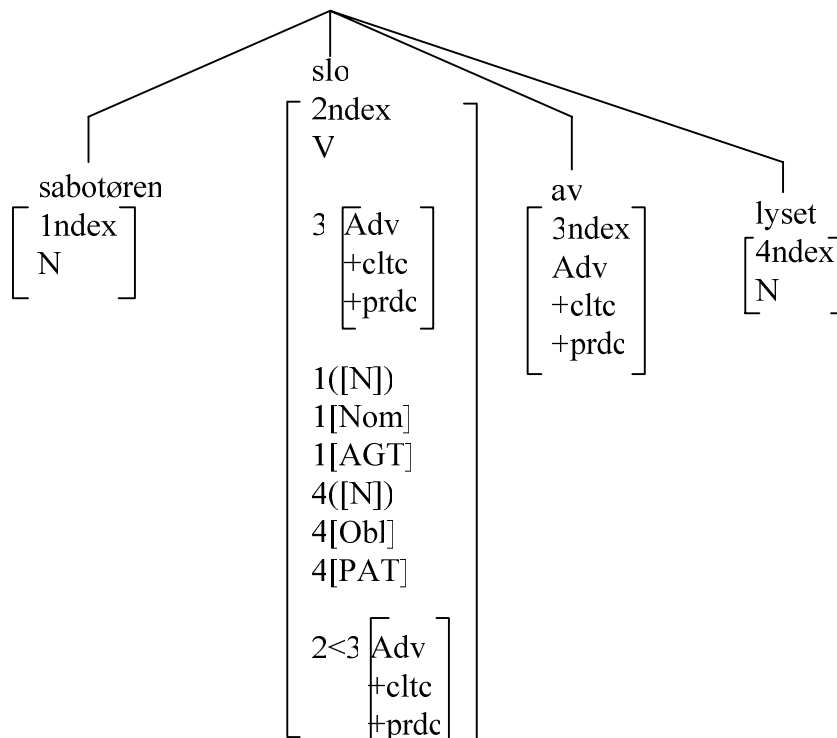 slo
2ndex
V
3 [Adv
+cltc
+prdc]
1([N])
1[Nom]
1[AGT]
4([N])
4[Obl]
4[PAT]
2<3 [Adv
+cltc
+prdc]
sabotøren
1ndex
N
av
3ndex
Adv
+cltc
+prdc
lyset
4ndex
N